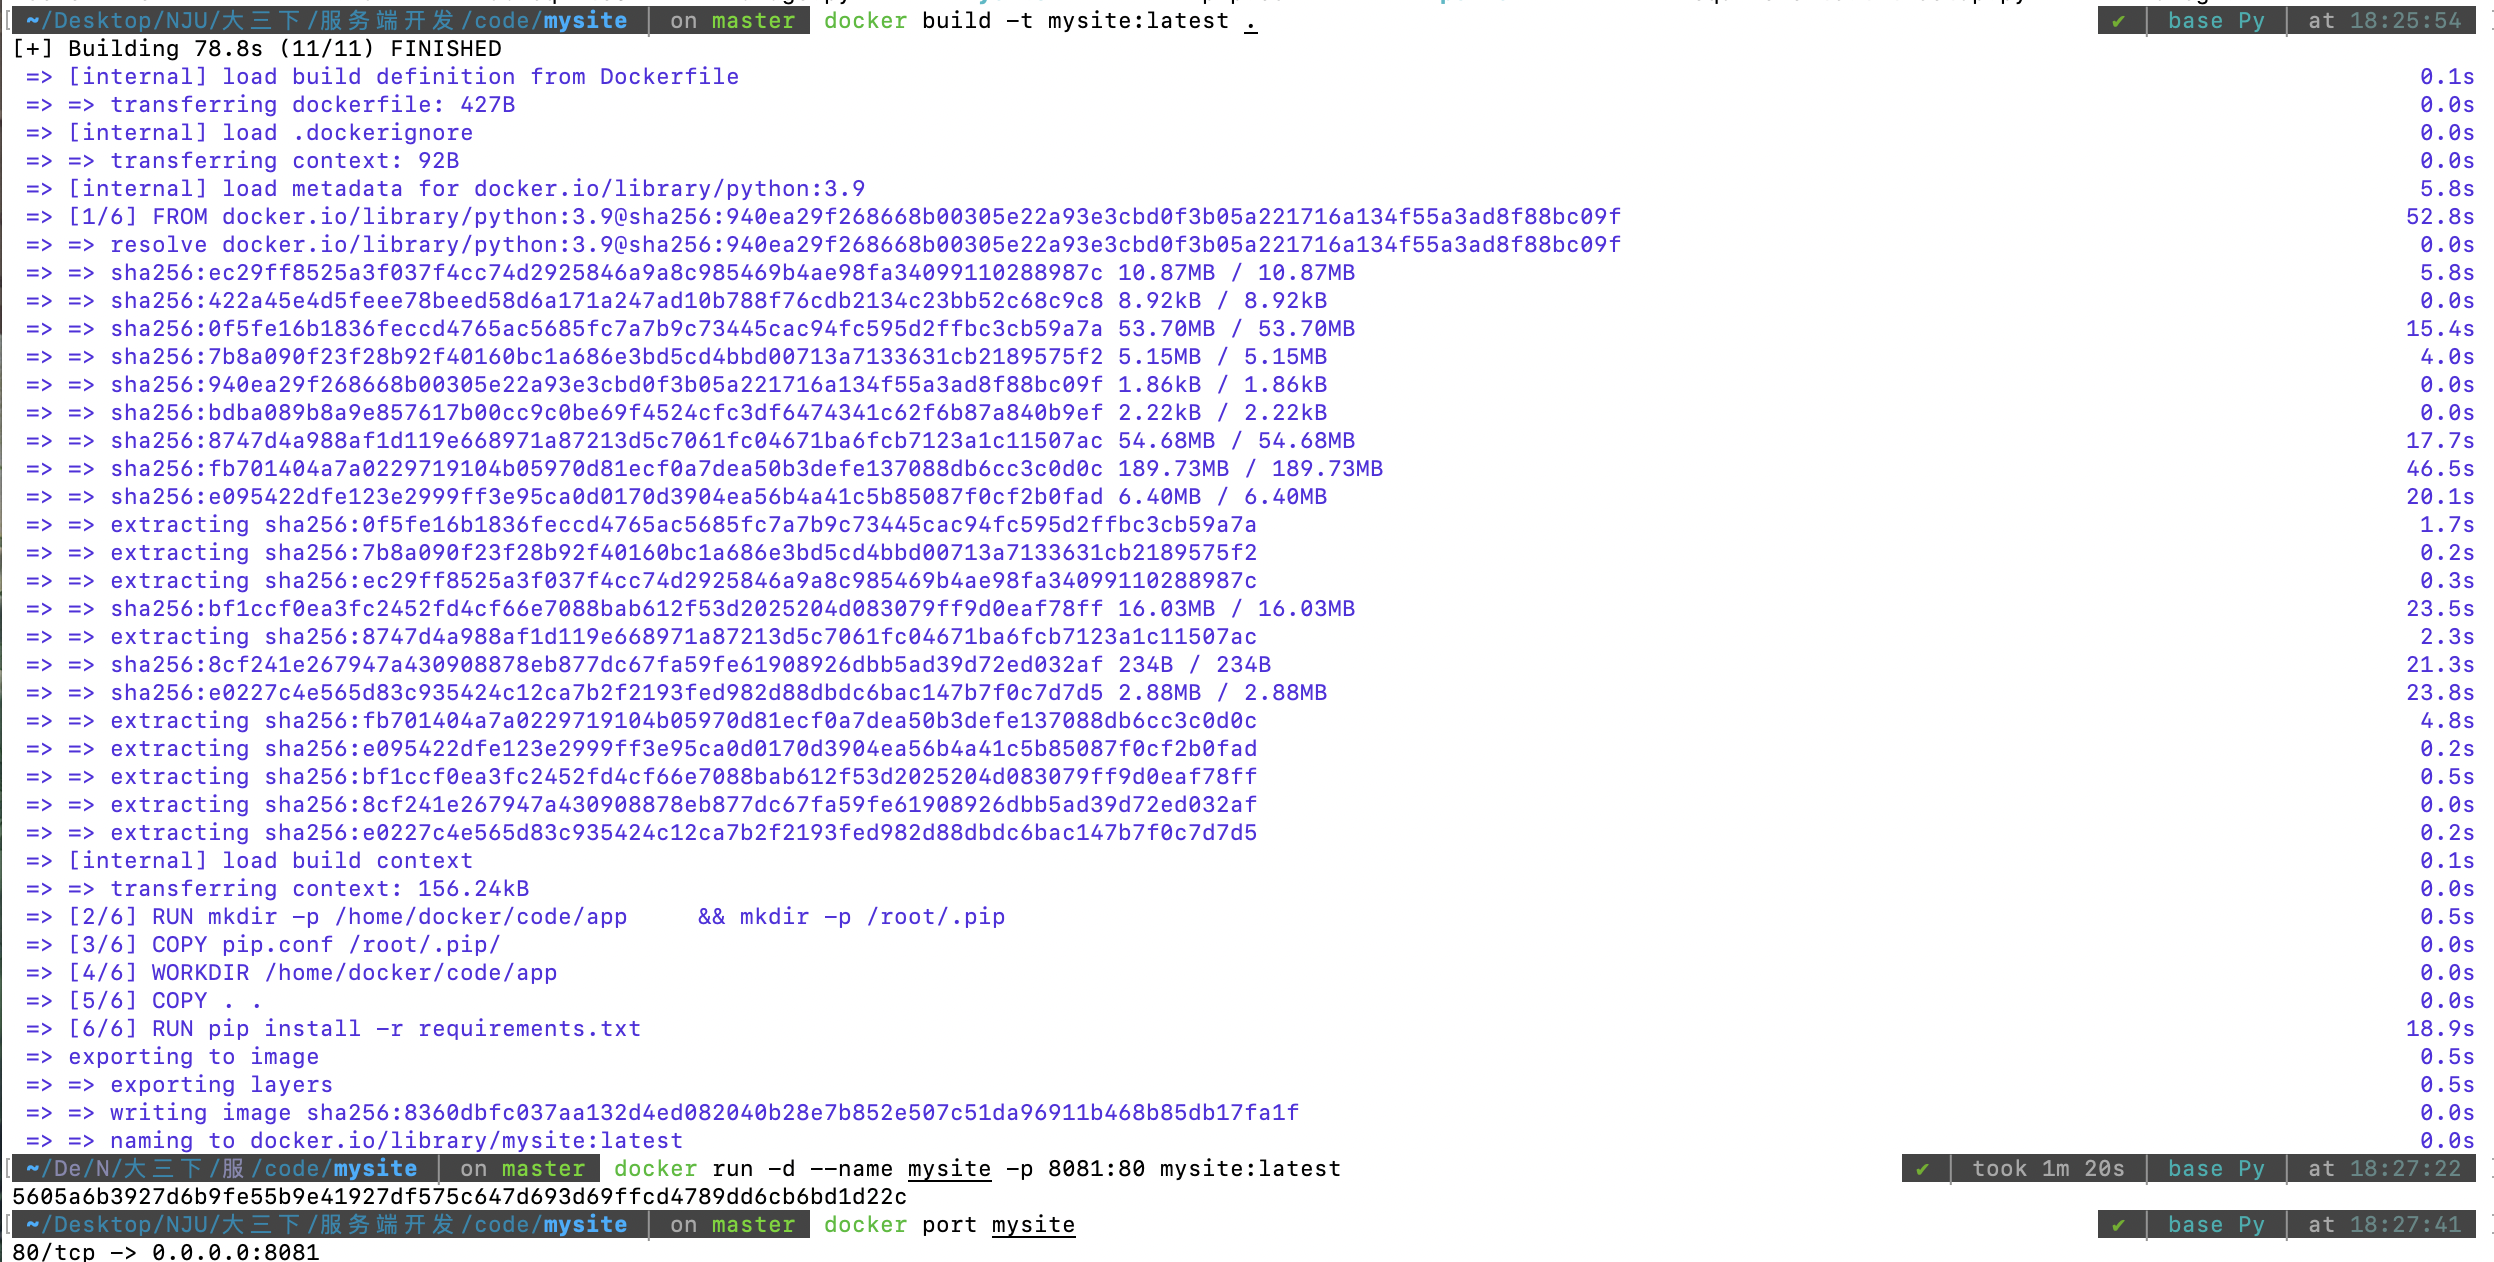 ~/Desktop/NJU/大三下/服务端开发/code/mysite | on master docker build -t mysite:latest . ✔ | base Py | at 18:25:54
[+] Building 78.8s (11/11) FINISHED
=> [internal] load build definition from Dockerfile 0.1s
=> => transferring dockerfile: 427B 0.0s
=> [internal] load .dockerignore 0.0s
=> => transferring context: 92B 0.0s
=> [internal] load metadata for docker.io/library/python:3.9 5.8s
=> [1/6] FROM docker.io/library/python:3.9@sha256:940ea29f268668b00305e22a93e3cbd0f3b05a221716a134f55a3ad8f88bc09f 52.8s
=> => resolve docker.io/library/python:3.9@sha256:940ea29f268668b00305e22a93e3cbd0f3b05a221716a134f55a3ad8f88bc09f 0.0s
=> => sha256:ec29ff8525a3f037f4cc74d2925846a9a8c985469b4ae98fa34099110288987c 10.87MB / 10.87MB 5.8s
=> => sha256:422a45e4d5feee78beed58d6a171a247ad10b788f76cdb2134c23bb52c68c9c8 8.92kB / 8.92kB 0.0s
=> => sha256:0f5fe16b1836feccd4765ac5685fc7a7b9c73445cac94fc595d2ffbc3cb59a7a 53.70MB / 53.70MB 15.4s
=> => sha256:7b8a090f23f28b92f40160bc1a686e3bd5cd4bbd00713a7133631cb2189575f2 5.15MB / 5.15MB 4.0s
=> => sha256:940ea29f268668b00305e22a93e3cbd0f3b05a221716a134f55a3ad8f88bc09f 1.86kB / 1.86kB 0.0s
=> => sha256:bdba089b8a9e857617b00cc9c0be69f4524cfc3df6474341c62f6b87a840b9ef 2.22kB / 2.22kB 0.0s
=> => sha256:8747d4a988af1d119e668971a87213d5c7061fc04671ba6fcb7123a1c11507ac 54.68MB / 54.68MB 17.7s
=> => sha256:fb701404a7a0229719104b05970d81ecf0a7dea50b3defe137088db6cc3c0d0c 189.73MB / 189.73MB 46.5s
=> => sha256:e095422dfe123e2999ff3e95ca0d0170d3904ea56b4a41c5b85087f0cf2b0fad 6.40MB / 6.40MB 20.1s
=> => extracting sha256:0f5fe16b1836feccd4765ac5685fc7a7b9c73445cac94fc595d2ffbc3cb59a7a 1.7s
=> => extracting sha256:7b8a090f23f28b92f40160bc1a686e3bd5cd4bbd00713a7133631cb2189575f2 0.2s
=> => extracting sha256:ec29ff8525a3f037f4cc74d2925846a9a8c985469b4ae98fa34099110288987c 0.3s
=> => sha256:bf1ccf0ea3fc2452fd4cf66e7088bab612f53d2025204d083079ff9d0eaf78ff 16.03MB / 16.03MB 23.5s
=> => extracting sha256:8747d4a988af1d119e668971a87213d5c7061fc04671ba6fcb7123a1c11507ac 2.3s
=> => sha256:8cf241e267947a430908878eb877dc67fa59fe61908926dbb5ad39d72ed032af 234B / 234B 21.3s
=> => sha256:e0227c4e565d83c935424c12ca7b2f2193fed982d88dbdc6bac147b7f0c7d7d5 2.88MB / 2.88MB 23.8s
=> => extracting sha256:fb701404a7a0229719104b05970d81ecf0a7dea50b3defe137088db6cc3c0d0c 4.8s
=> => extracting sha256:e095422dfe123e2999ff3e95ca0d0170d3904ea56b4a41c5b85087f0cf2b0fad 0.2s
=> => extracting sha256:bf1ccf0ea3fc2452fd4cf66e7088bab612f53d2025204d083079ff9d0eaf78ff 0.5s
=> => extracting sha256:8cf241e267947a430908878eb877dc67fa59fe61908926dbb5ad39d72ed032af 0.0s
=> => extracting sha256:e0227c4e565d83c935424c12ca7b2f2193fed982d88dbdc6bac147b7f0c7d7d5 0.2s
=> [internal] load build context 0.1s
=> => transferring context: 156.24kB 0.0s
=> [2/6] RUN mkdir -p /home/docker/code/app     && mkdir -p /root/.pip 0.5s
=> [3/6] COPY pip.conf /root/.pip/ 0.0s
=> [4/6] WORKDIR /home/docker/code/app 0.0s
=> [5/6] COPY . . 0.0s
=> [6/6] RUN pip install -r requirements.txt 18.9s
=> exporting to image 0.5s
=> => exporting layers 0.5s
=> => writing image sha256:8360dbfc037aa132d4ed082040b28e7b852e507c51da96911b468b85db17fa1f 0.0s
=> => naming to docker.io/library/mysite:latest 0.0s
~/De/N/大三下/服/code/mysite | on master docker run -d --name mysite -p 8081:80 mysite:latest ✔ | took 1m 20s | base Py | at 18:27:22
5605a6b3927d6b9fe55b9e41927df575c647d693d69ffcd4789dd6cb6bd1d22c
~/Desktop/NJU/大三下/服务端开发/code/mysite | on master docker port mysite ✔ | base Py | at 18:27:41
80/tcp -> 0.0.0.0:8081